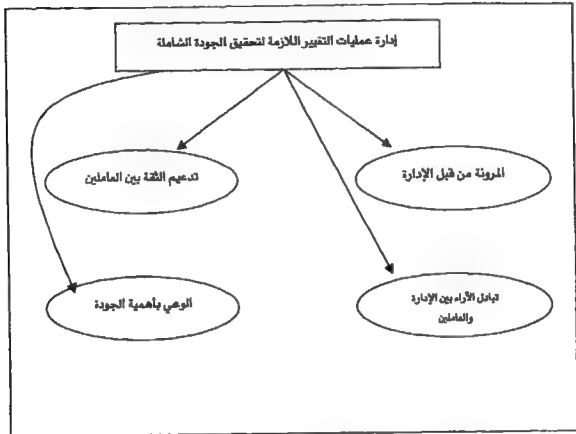 إدارة عمليات التغيير اللازمة لتحقيق الجودة الشاملة
المرونة من قبل الإدارة
تدعيم الثقة بين العاملين
تبادل الآراء بين الإدارة
والعاملين
الوعي بأهمية الجودة